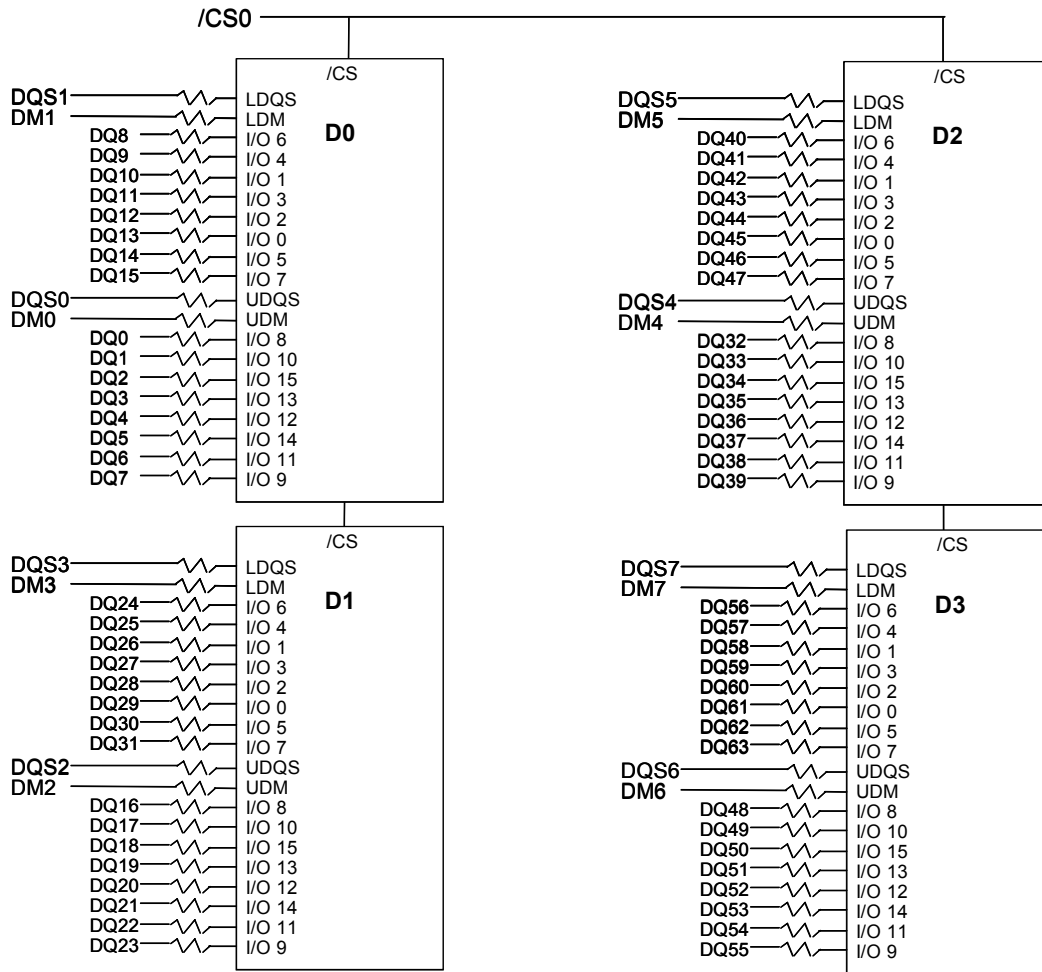 /CS0
/CS
D0
DQS1 LDQS
DM1 LDM
DQ8 I/O 6
DQ9 I/O 4
DQ10 I/O 1
DQ11 I/O 3
DQ12 I/O 2
DQ13 I/O 0
DQ14 I/O 5
DQ15 I/O 7
DQS0 UDQS
DM0 UDM
DQ0 I/O 8
DQ1 I/O 10
DQ2 I/O 15
DQ3 I/O 13
DQ4 I/O 12
DQ5 I/O 14
DQ6 I/O 11
DQ7 I/O 9
/CS
D1
DQS3 LDQS
DM3 LDM
DQ24 I/O 6
DQ25 I/O 4
DQ26 I/O 1
DQ27 I/O 3
DQ28 I/O 2
DQ29 I/O 0
DQ30 I/O 5
DQ31 I/O 7
DQS2 UDQS
DM2 UDM
DQ16 I/O 8
DQ17 I/O 10
DQ18 I/O 15
DQ19 I/O 13
DQ20 I/O 12
DQ21 I/O 14
DQ22 I/O 11
DQ23 I/O 9
/CS
D2
DQS5 LDQS
DM5 LDM
DQ40 I/O 6
DQ41 I/O 4
DQ42 I/O 1
DQ43 I/O 3
DQ44 I/O 2
DQ45 I/O 0
DQ46 I/O 5
DQ47 I/O 7
DQS4 UDQS
DM4 UDM
DQ32 I/O 8
DQ33 I/O 10
DQ34 I/O 15
DQ35 I/O 13
DQ36 I/O 12
DQ37 I/O 14
DQ38 I/O 11
DQ39 I/O 9
/CS
D3
DQS7 LDQS
DM7 LDM
DQ56 I/O 6
DQ57 I/O 4
DQ58 I/O 1
DQ59 I/O 3
DQ60 I/O 2
DQ61 I/O 0
DQ62 I/O 5
DQ63 I/O 7
DQS6 UDQS
DM6 UDM
DQ48 I/O 8
DQ49 I/O 10
DQ50 I/O 15
DQ51 I/O 13
DQ52 I/O 12
DQ53 I/O 14
DQ54 I/O 11
DQ55 I/O 9